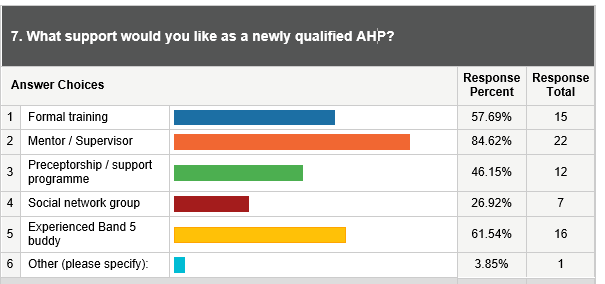 7. What support would you like as a newly qualified AHP?
Answer Choices Response Percent Response Total
1 Formal training 57.69% 15
2 Mentor / Supervisor 84.62% 22
3 Preceptorship / support programme 46.15% 12
4 Social network group 26.92% 7
5 Experienced Band 5 buddy 61.54% 16
6 Other (please specify): 3.85% 1